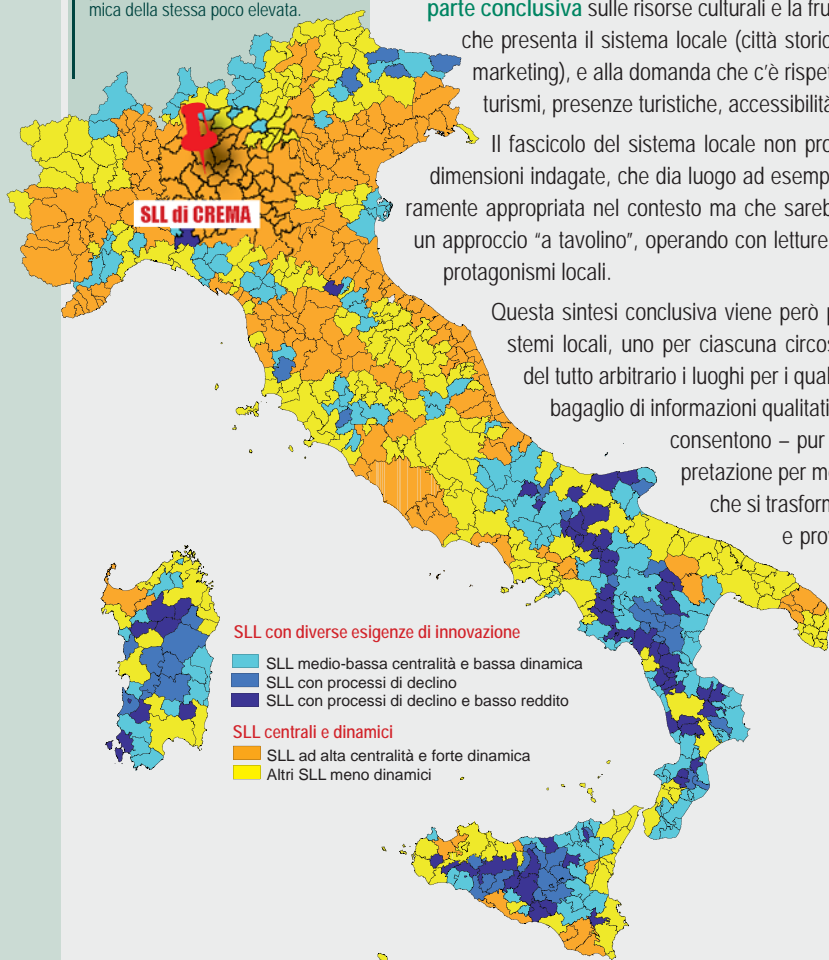 mica della stessa poco elevata.
parte conclusiva sulle risorse culturali e la fru
che presenta il sistema locale (città storic
marketing), e alla domanda che c'è rispet
turismi, presenze turistiche, accessibilità
Il fascicolo del sistema locale non pro
dimensioni indagate, che dia luogo ad esemp
ramente appropriata nel contesto ma che sareb
un approccio "a tavolino", operando con letture
protagonismi locali.
Questa sintesi conclusiva viene però p
stemi locali, uno per ciascuna circos
del tutto arbitrario i luoghi per i qual
bagaglio di informazioni qualitati
consentono – pur
pretazione per me
che si trasform
e prot
SLL di CREMA
SLL con diverse esigenze di innovazione
SLL medio-bassa centralità e bassa dinamica
SLL con processi di declino
SLL con processi di declino e basso reddito
SLL centrali e dinamici
SLL ad alta centralità e forte dinamica
Altri SLL meno dinamici